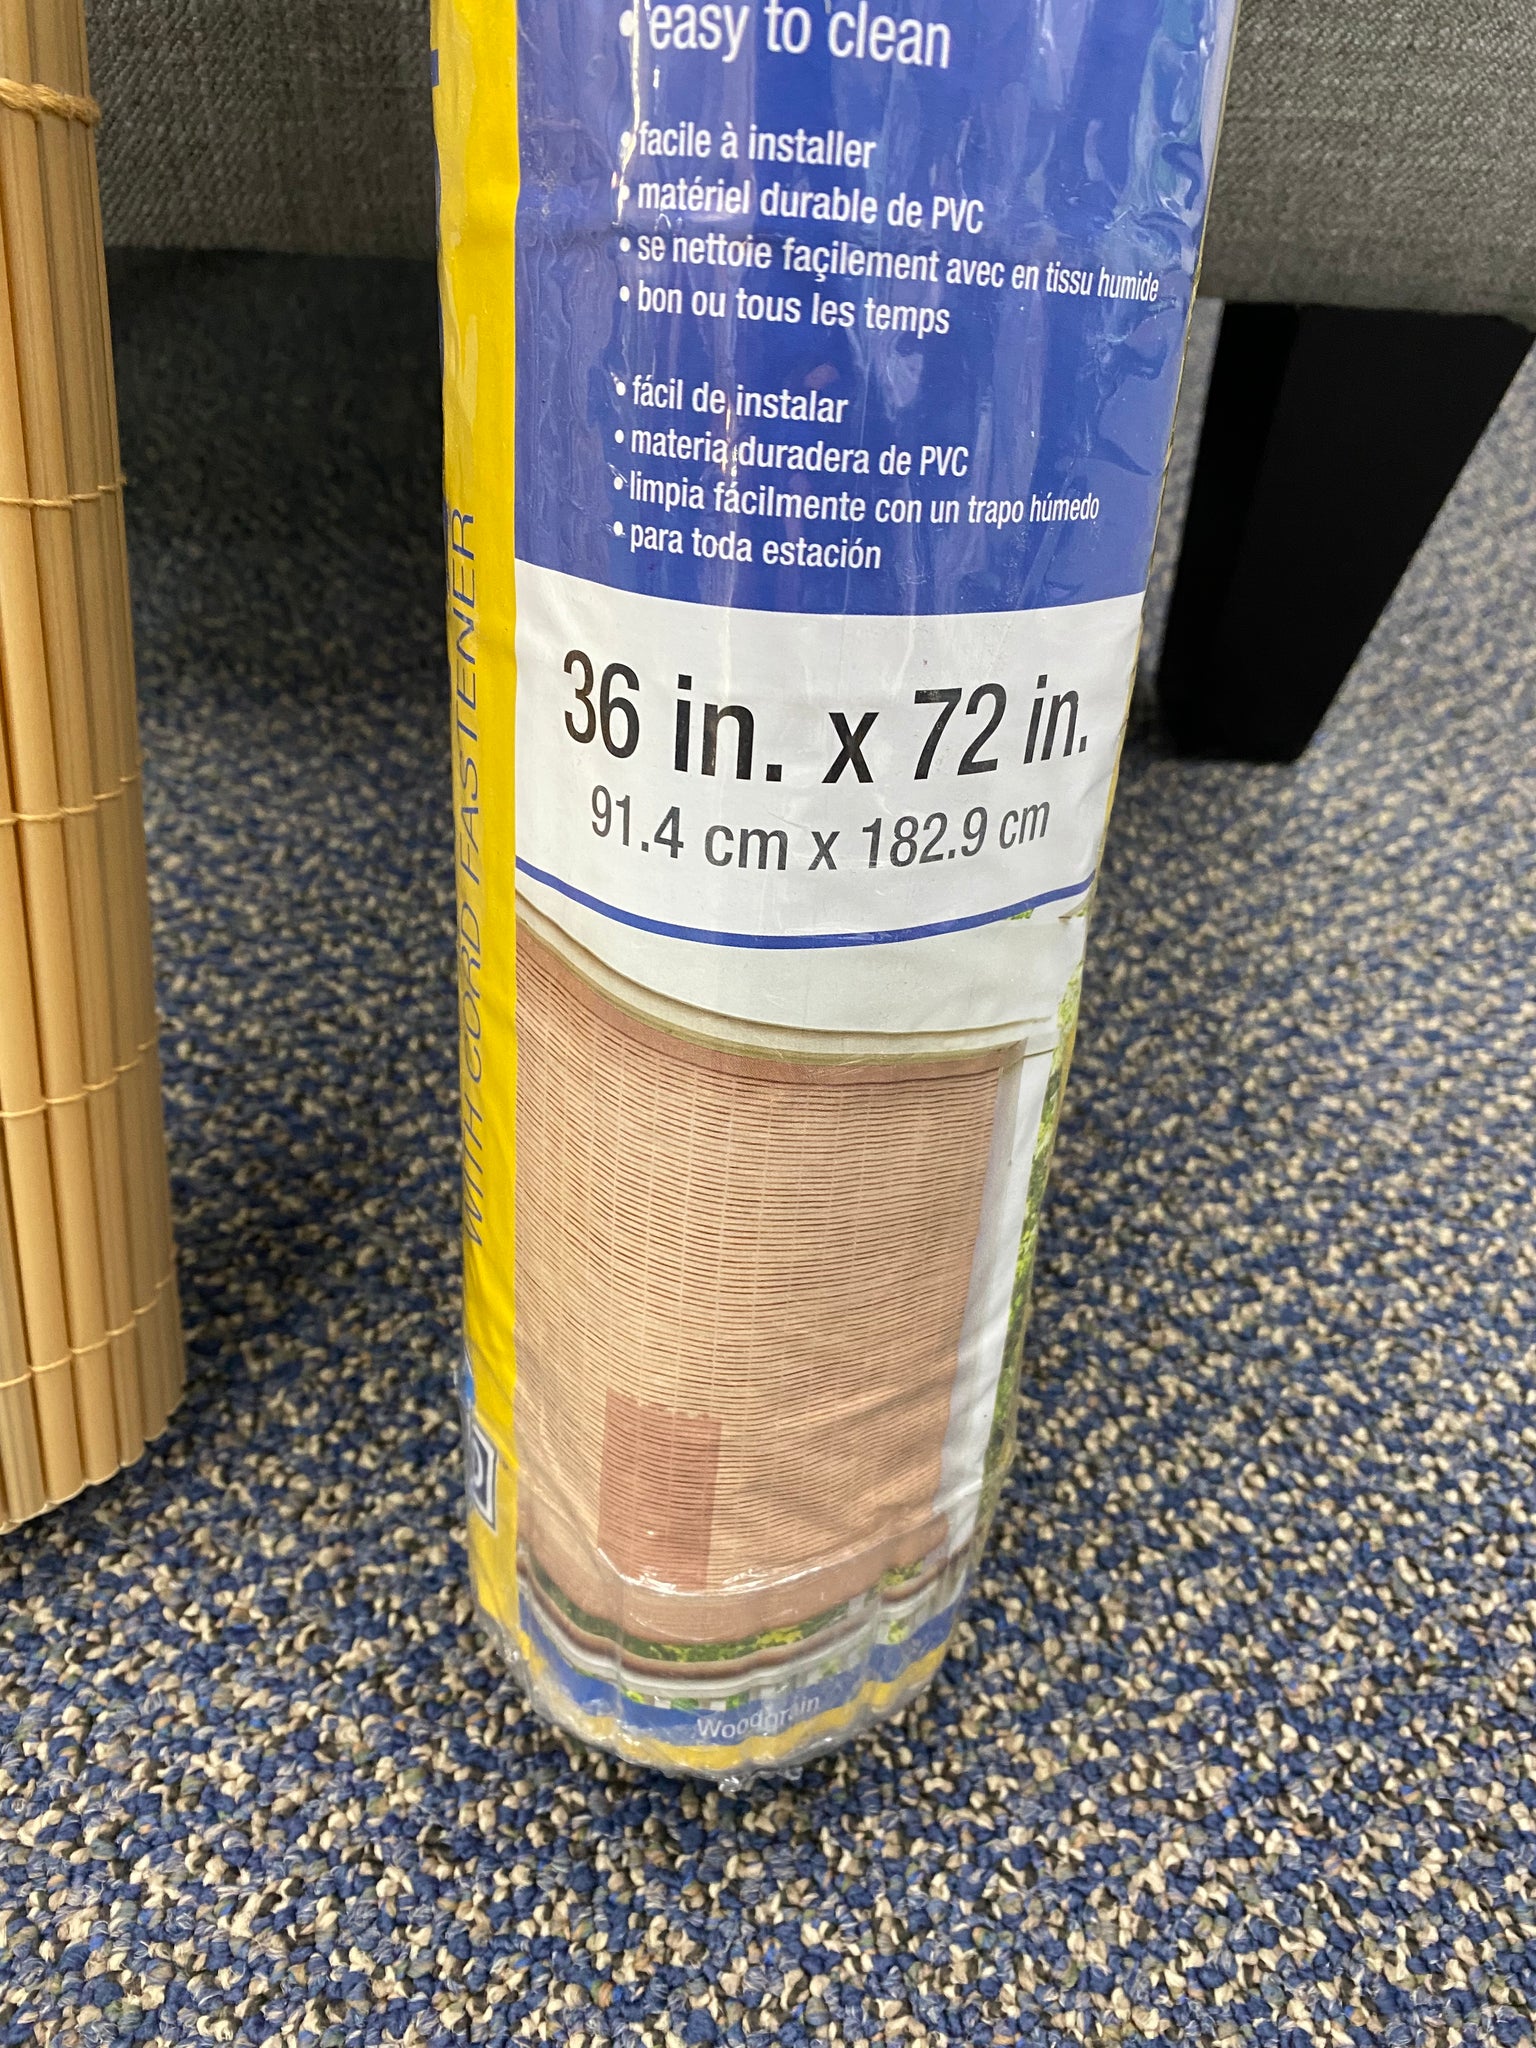 • easy to clean
• facile à installer
• matériel durable de PVC
• se nettoie façilement avec en tissu humide
• bon ou tous les temps
• fácil de instalar
• materia duradera de PVC
• limpia fácilmente con un trapo húmedo
• para toda estación
36 in. x 72 in.
91.4 cm x 182.9 cm
WITH CORD FASTENER
Woodgrain